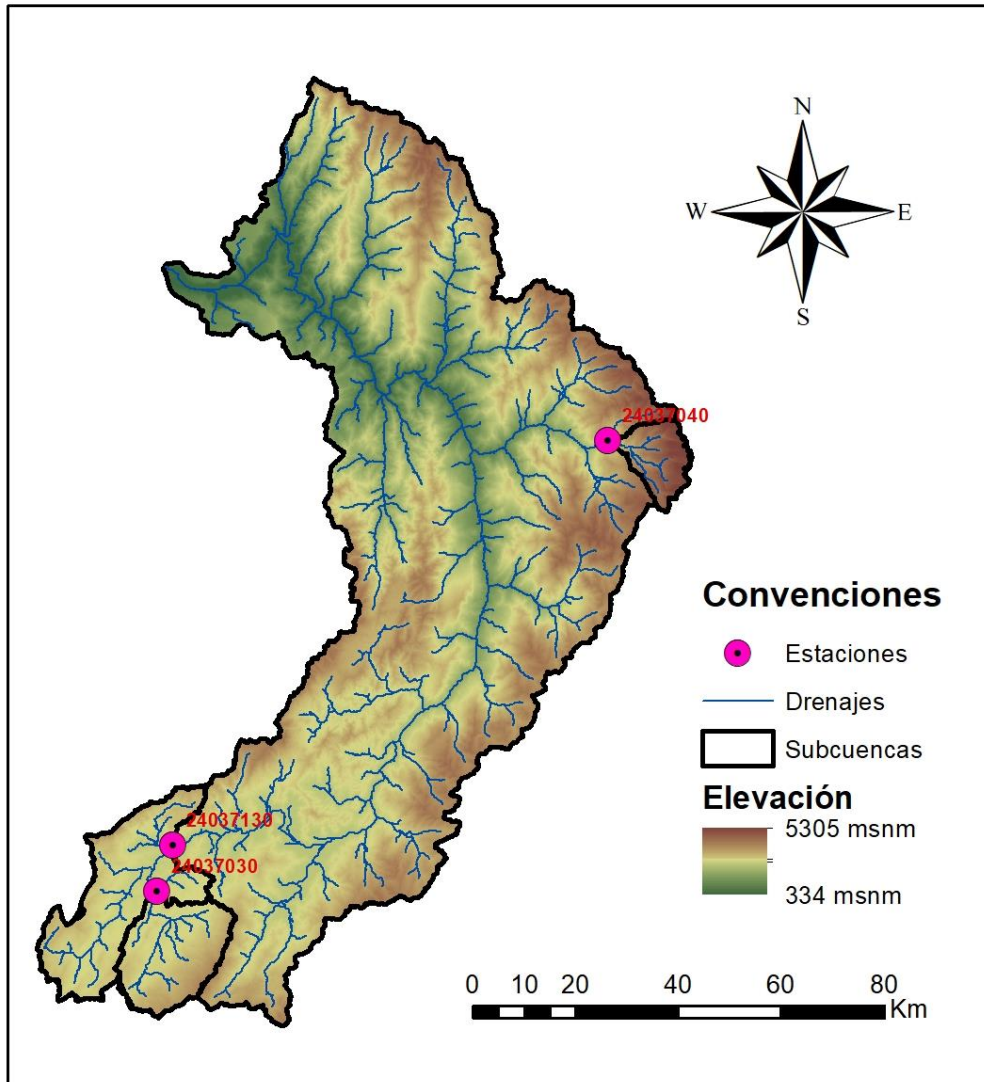 N
W E
S
24037040
Convenciones
Estaciones
Drenajes
Subcuencas
Elevación
5305 msnm
334 msnm
24037130
24037030
0 10 20 40 60 80
Km